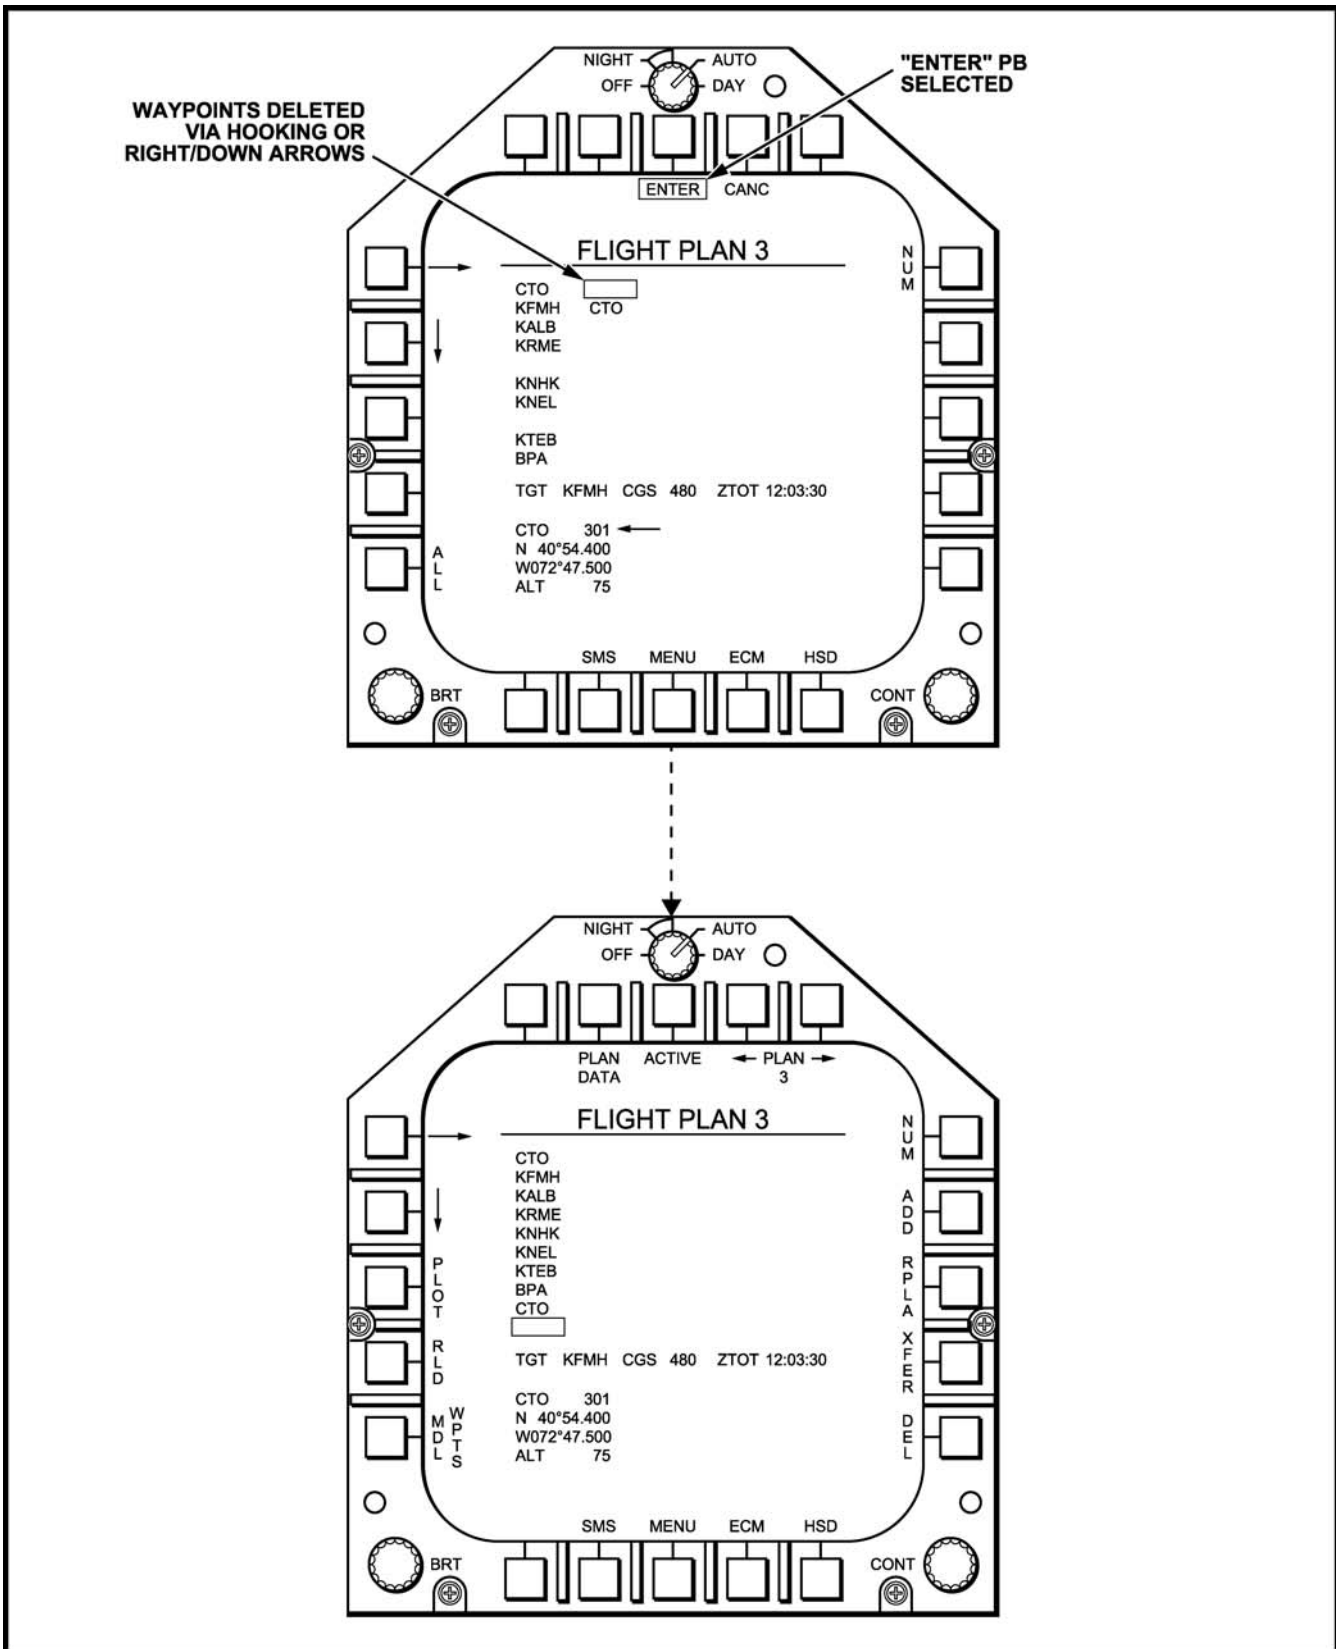 NIGHT AUTO
OFF DAY
"ENTER" PB
SELECTED
WAYPOINTS DELETED
VIA HOOKING OR
RIGHT/DOWN ARROWS
ENTER CANC
FLIGHT PLAN 3
NUM
CTO
KFMH CTO
KALB
KRME
KNHK
KNEL
KTEB
BPA
TGT KFMH CGS 480 ZTOT 12:03:30
CTO 301
N 40°54.400
W072°47.500
ALT 75
ALL
SMS MENU ECM HSD
BRT CONT
NIGHT AUTO
OFF DAY
PLAN ACTIVE PLAN
DATA 3
FLIGHT PLAN 3
NUM
CTO
KFMH
KALB
KRME
KNHK
KNEL
KTEB
BPA
CTO
ADD
PLOT
RPLA
RLD
XFER
TGT KFMH CGS 480 ZTOT 12:03:30
CTO 301
N 40°54.400
W072°47.500
ALT 75
MDL WPTS
DEL
SMS MENU ECM HSD
BRT CONT